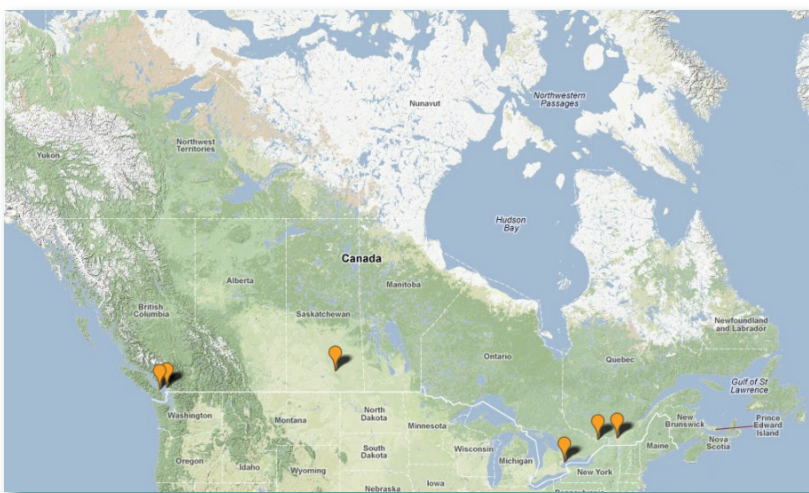 Nunavut
Northwestern
Passages
Northwest
Territories
Yukon
Hudson
Bay
Canada
Alberta
Manitoba
British
Columbia
Saskatchewan
Newfoundland
and Labrador
Ontario
Quebec
Gulf of St
Lawrence
Washington
Montana
North
Dakota
Minnesota
New
Brunswick
Prince
Edward
Island
Nova
Scotia
Maine
Oregon
Idaho
Wyoming
South
Dakota
Wisconsin
Michigan
New York
Nebraska
Iowa